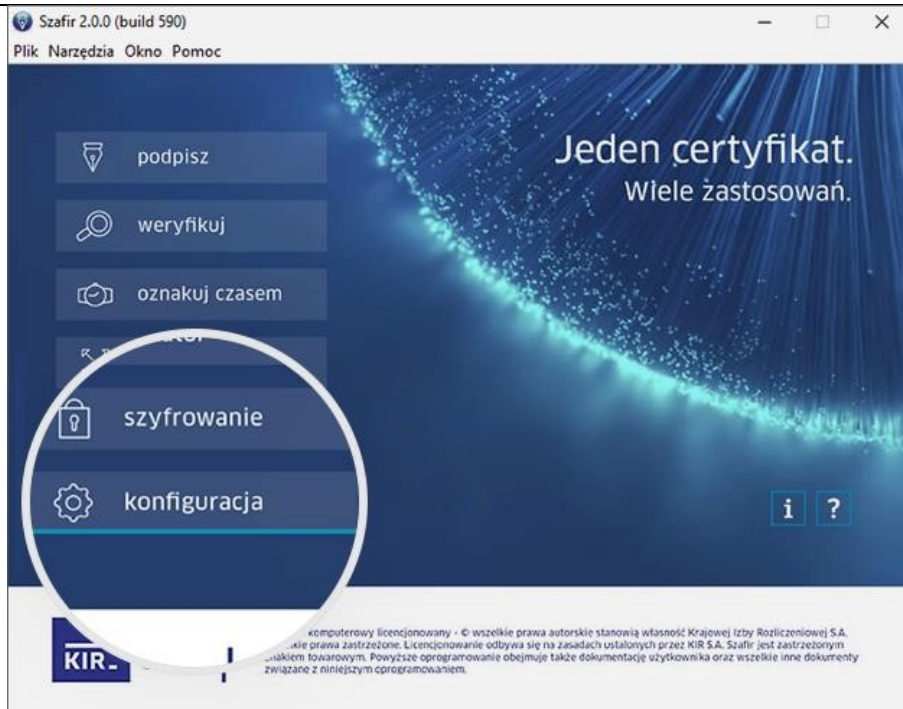 Szafir 2.0.0 (build 590)
Plik Narzędzia Okno Pomoc
podpisz
weryfikuj
oznakuj czasem
szyfrowanie
konfiguracja
Jeden certyfikat.
Wiele zastosowań.
i ?
KIR
komputerowy licencjonowany - © wszelkie prawa autorskie stanowią własność Krajowej Izby Rozliczeniowej S.A.
prawa zastrzeżone. Licencjonowanie odbywa się na zasadach ustalonych przez KIR S.A. Szafir jest zastrzeżonym
znakiem towarowym. Powyższe oprogramowanie obejmuje także dokumentację użytkownika oraz wszelkie inne dokumenty
związane z niniejszym oprogramowaniem.